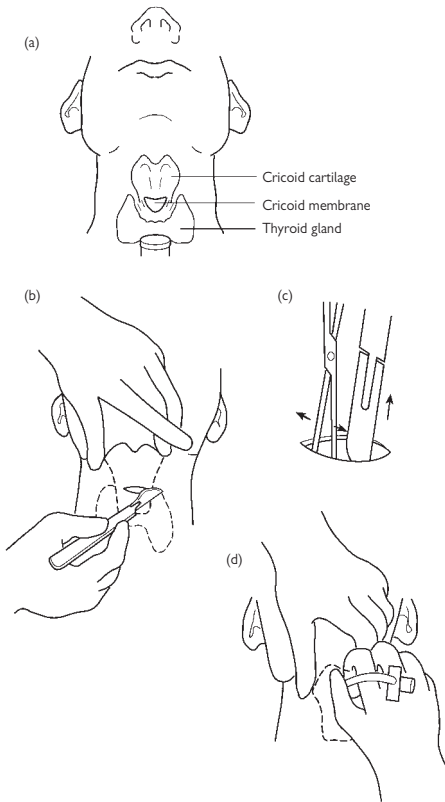 (a)
Cricoid cartilage
Cricoid membrane
Thyroid gland
(b)
(c)
(d)